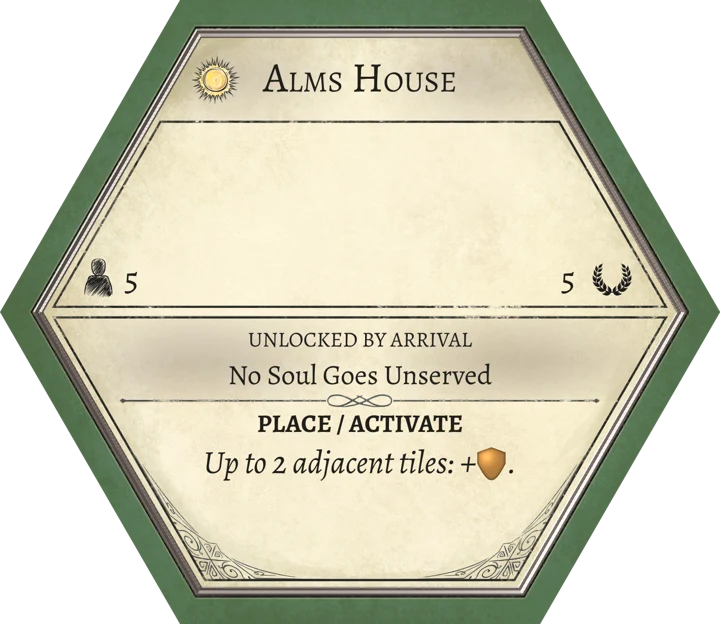 Alms House
5
5
UNLOCKED BY ARRIVAL
No Soul Goes Unserved
PLACE / ACTIVATE
Up to 2 adjacent tiles: + .